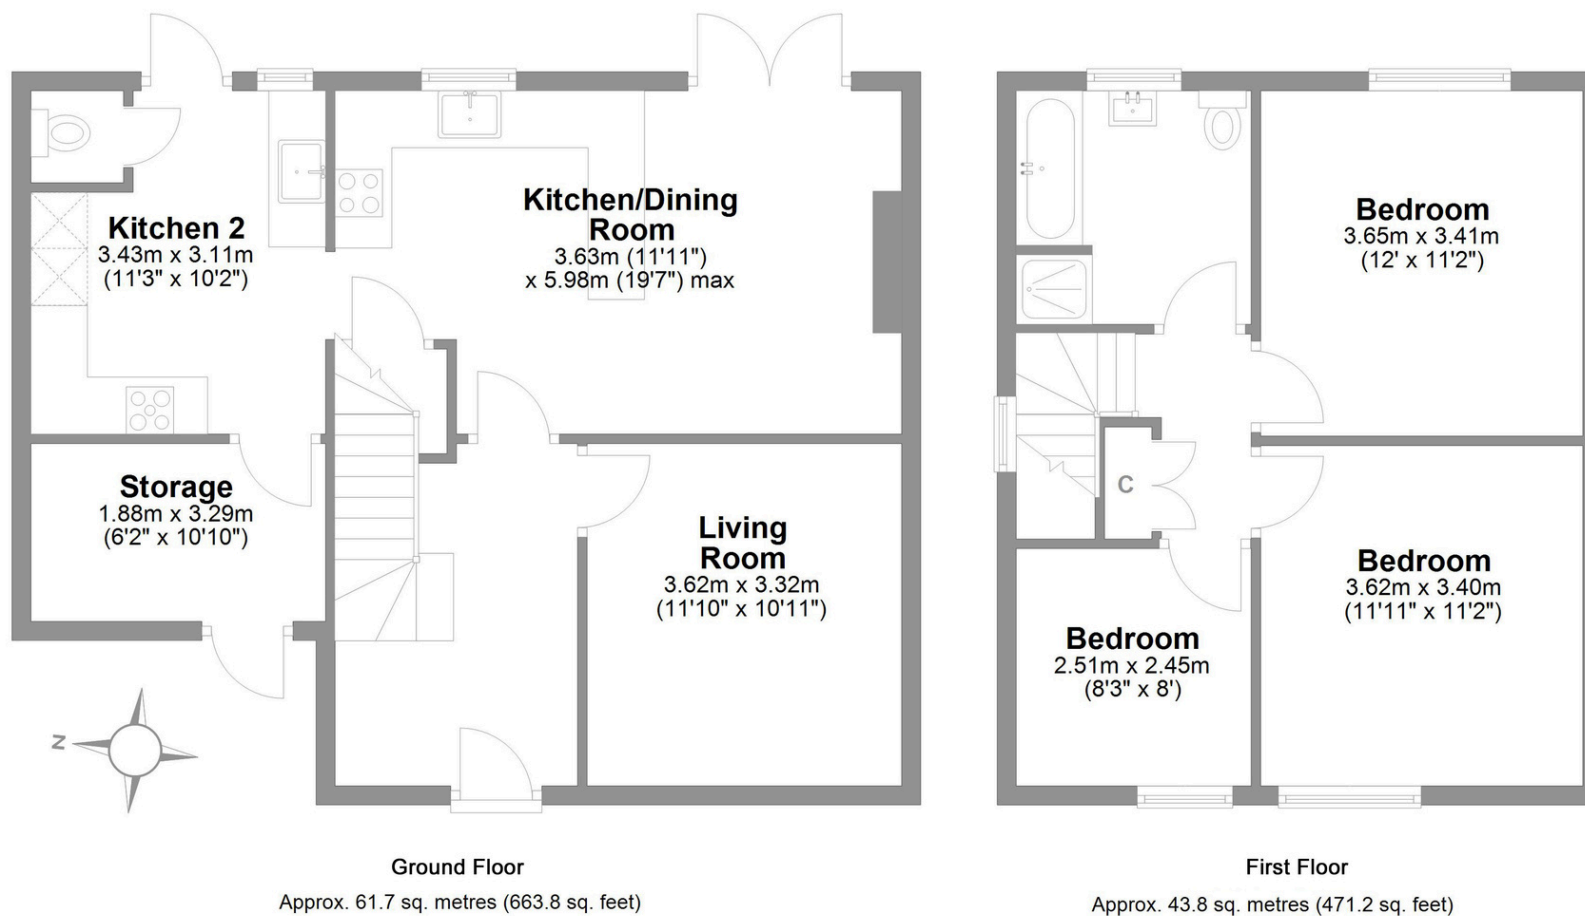 Kitchen 2
3.43m x 3.11m
(11'3" x 10'2")
Kitchen/Dining
Room
3.63m (11'11")
x 5.98m (19'7") max
Storage
1.88m x 3.29m
(6'2" x 10'10")
Living
Room
3.62m x 3.32m
(11'10" x 10'11")
N
Ground Floor
Approx. 61.7 sq. metres (663.8 sq. feet)
Bedroom
3.65m x 3.41m
(12' x 11'2")
C
Bedroom
3.62m x 3.40m
(11'11" x 11'2")
Bedroom
2.51m x 2.45m
(8'3" x 8')
First Floor
Approx. 43.8 sq. metres (471.2 sq. feet)